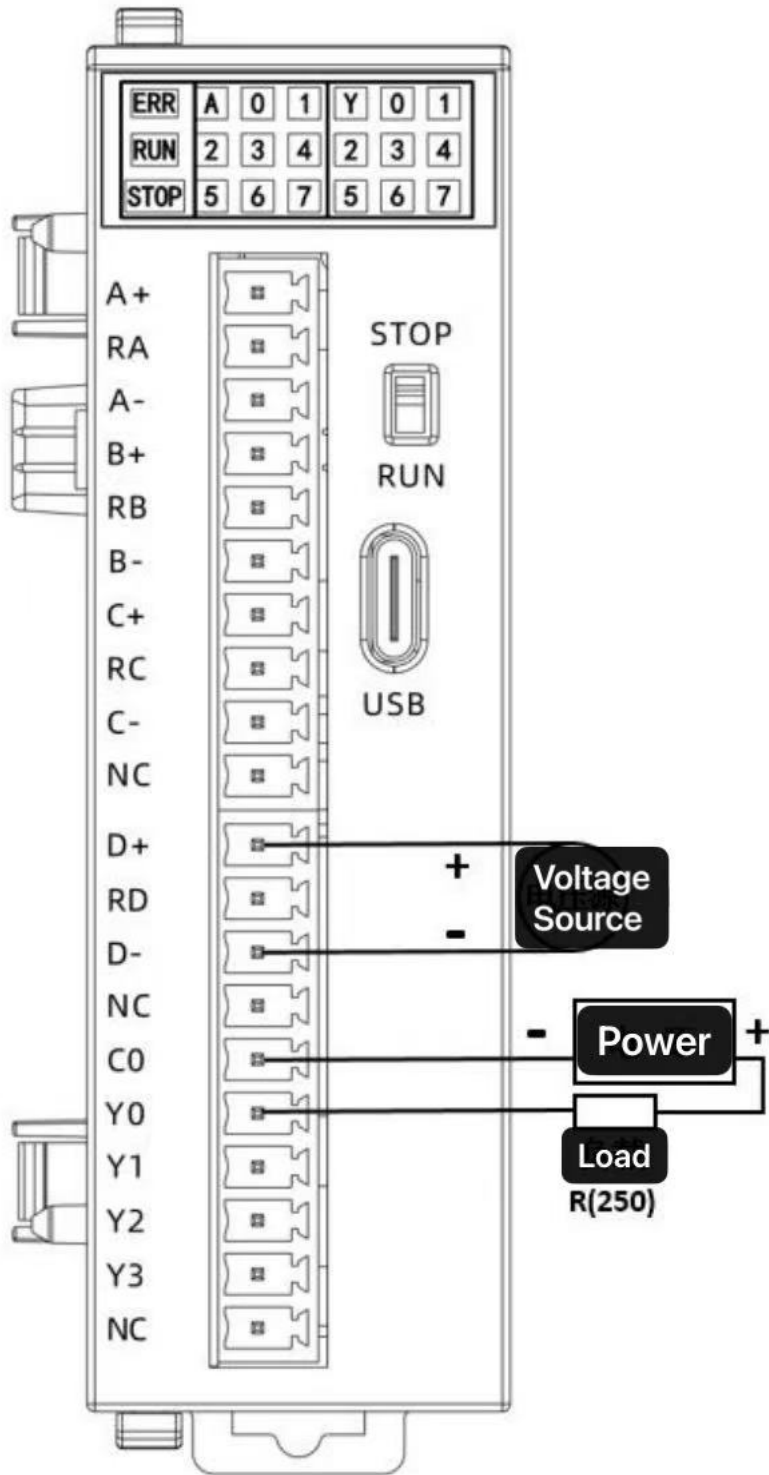 ERR A 0 1 Y 0 1
RUN 2 3 4 2 3 4
STOP 5 6 7 5 6 7
A+
RA
A-
B+
RB
B-
C+
RC
C-
NC
D+
RD
D-
NC
C0
Y0
Y1
Y2
Y3
NC
STOP
RUN
USB
+
-
Voltage
Source
- Power +
Load
R(250)